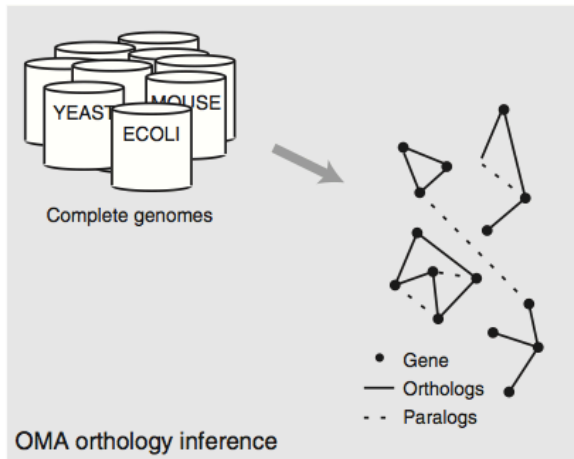 YEAST
MOUSE
ECOLI
Complete genomes
Gene
Orthologs
Paralogs
OMA orthology inference